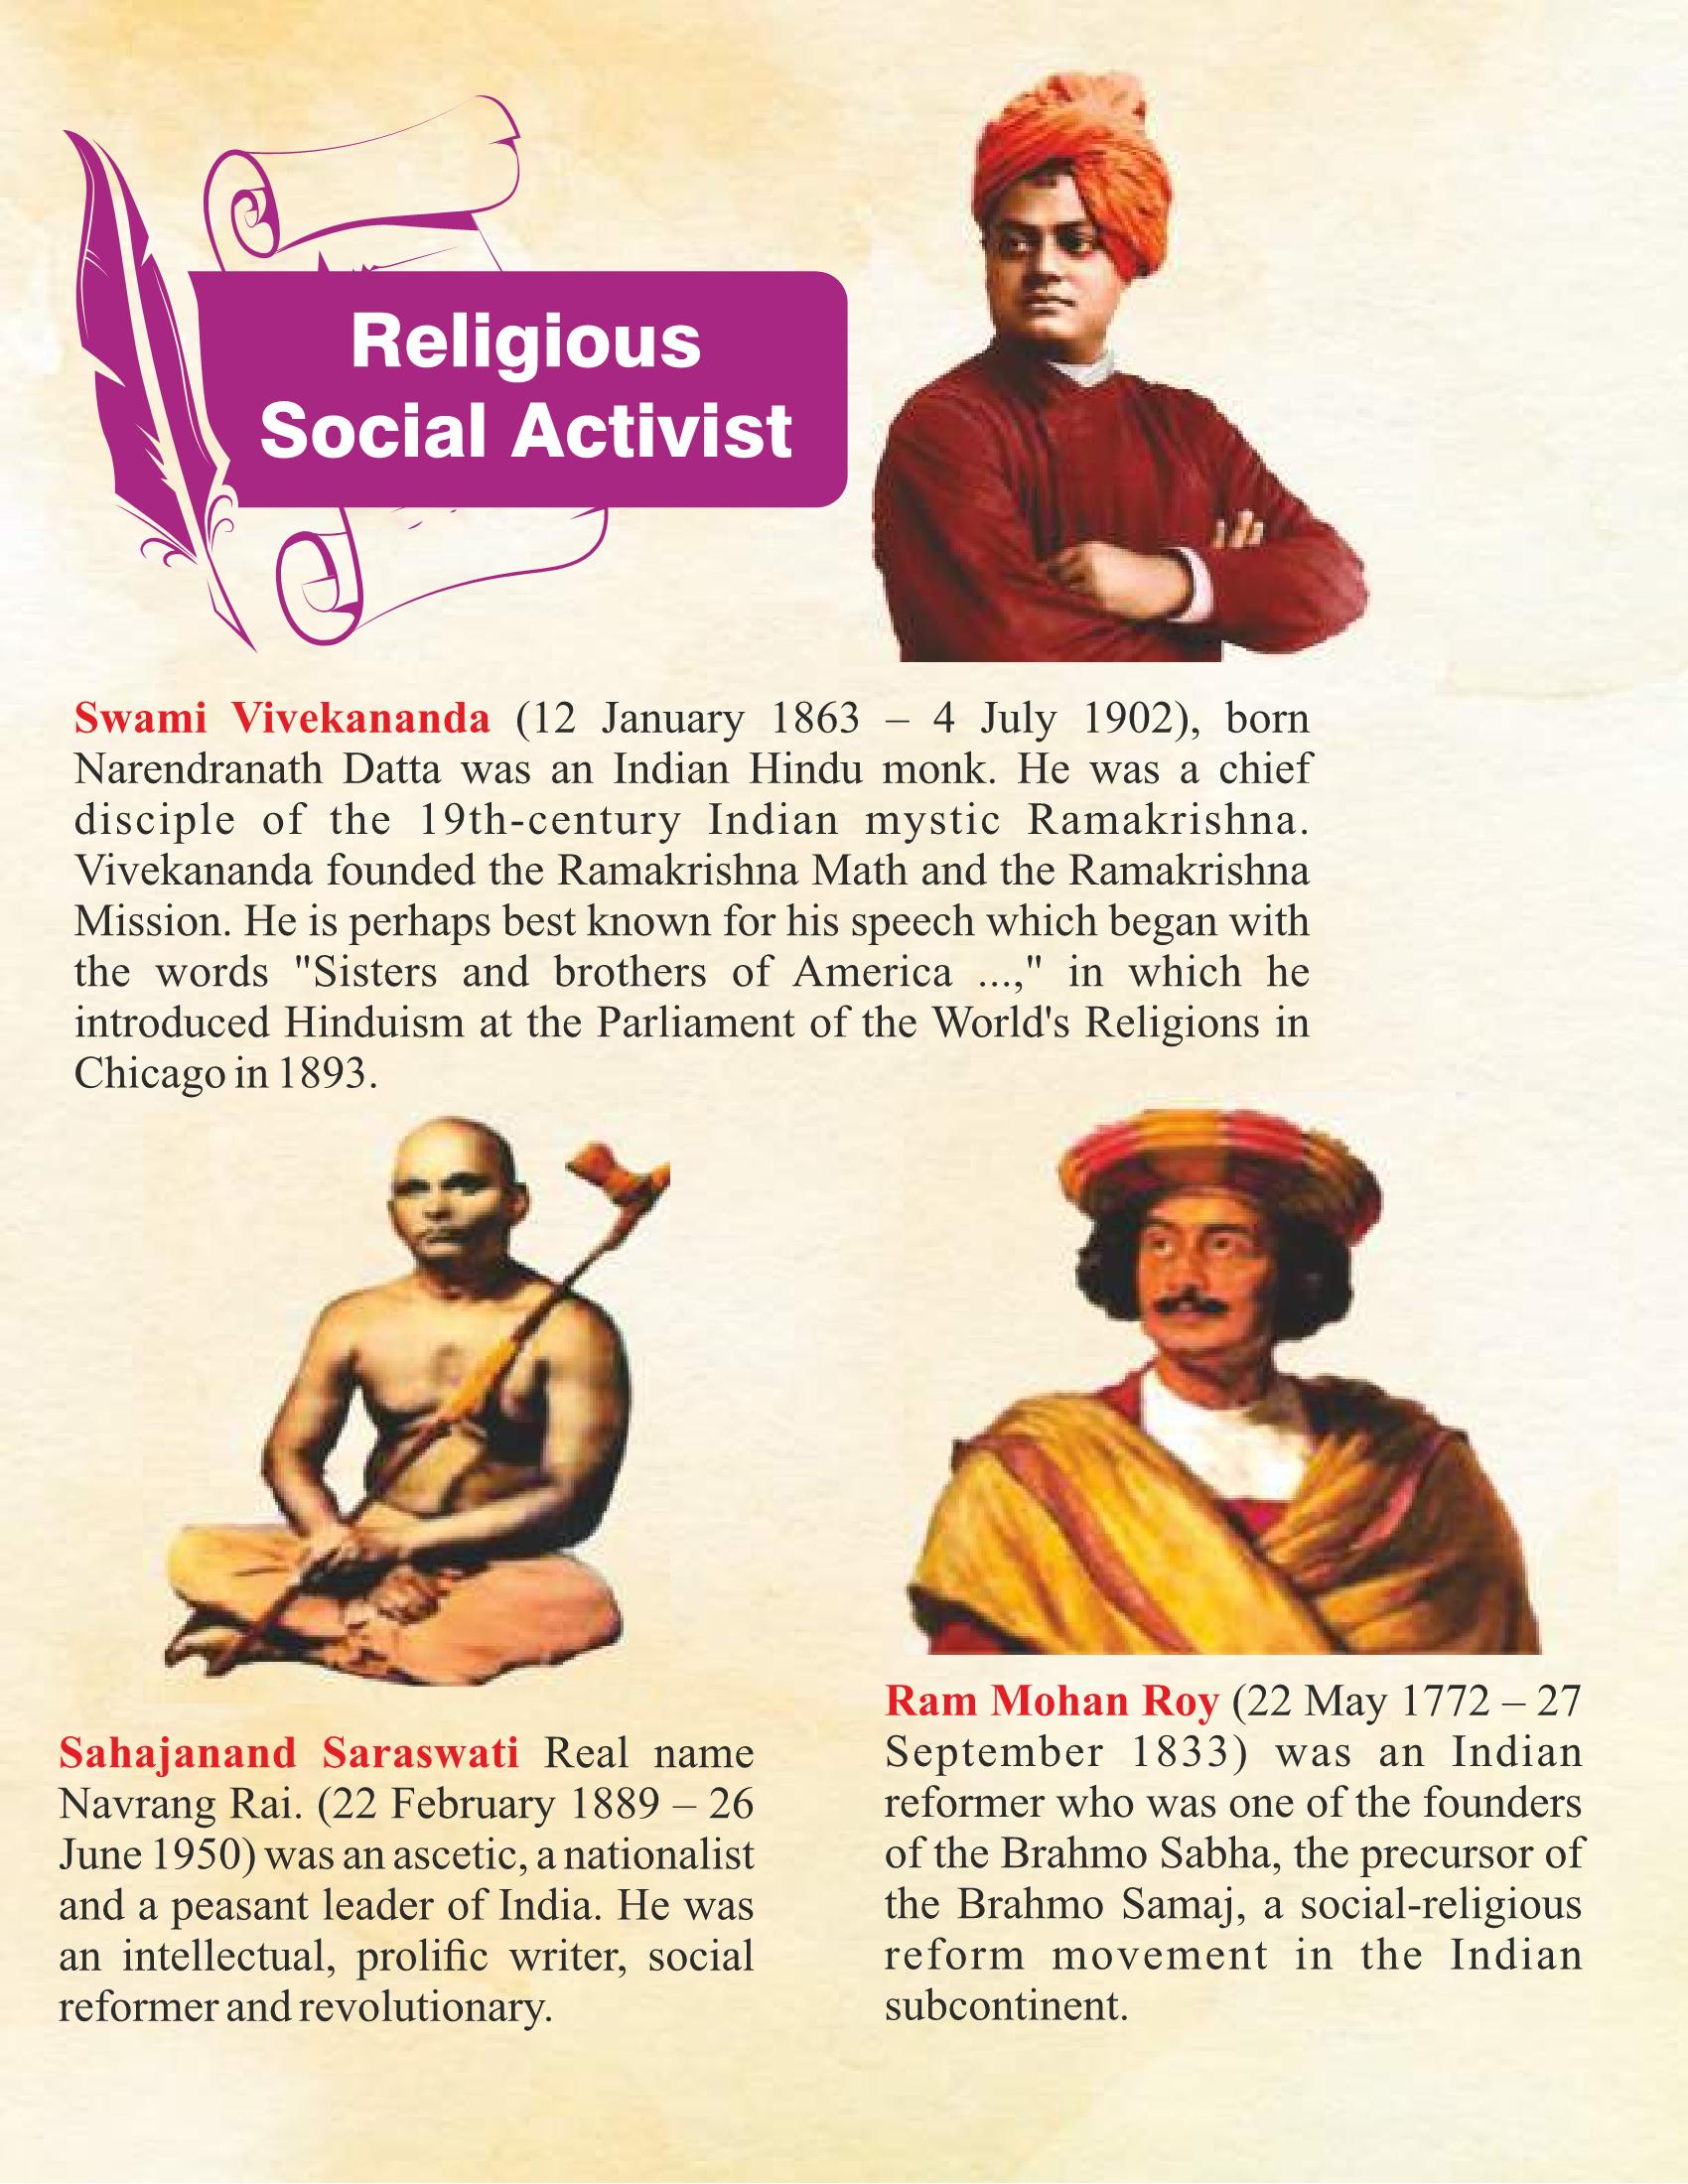 Religious
Social Activist
Swami Vivekananda (12 January 1863 – 4 July 1902), born
Narendranath Datta was an Indian Hindu monk. He was a chief
disciple of the 19th-century Indian mystic Ramakrishna.
Vivekananda founded the Ramakrishna Math and the Ramakrishna
Mission. He is perhaps best known for his speech which began with
the words "Sisters and brothers of America ...," in which he
introduced Hinduism at the Parliament of the World's Religions in
Chicago in 1893.
Sahajanand Saraswati Real name
Navrang Rai. (22 February 1889 – 26
June 1950) was an ascetic, a nationalist
and a peasant leader of India. He was
an intellectual, prolific writer, social
reformer and revolutionary.
Ram Mohan Roy (22 May 1772 – 27
September 1833) was an Indian
reformer who was one of the founders
of the Brahmo Sabha, the precursor of
the Brahmo Samaj, a social-religious
reform movement in the Indian
subcontinent.